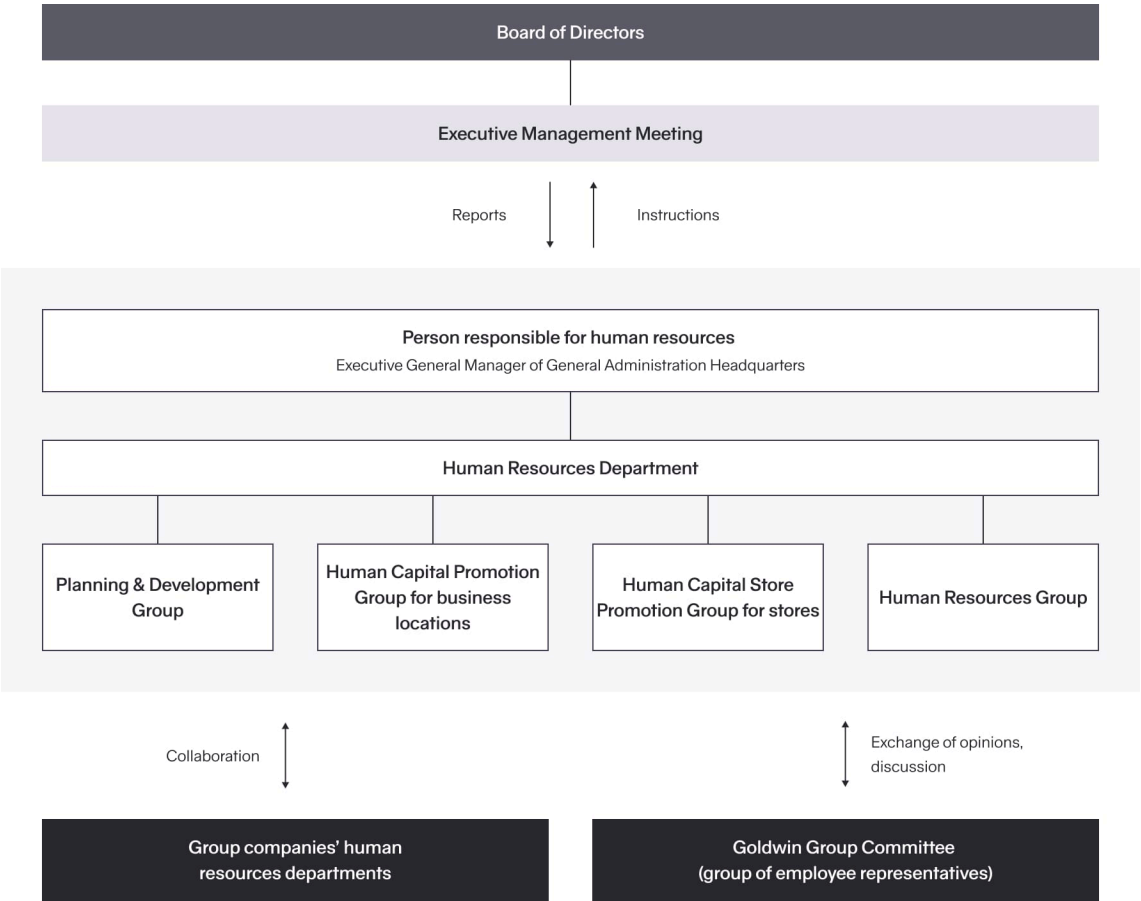 Board of Directors
Executive Management Meeting
Reports
Instructions
Person responsible for human resources
Executive General Manager of General Administration Headquarters
Human Resources Department
Planning & Development
Group
Human Capital Promotion
Group for business
locations
Human Capital Store
Promotion Group for stores
Human Resources Group
Collaboration
Exchange of opinions,
discussion
Group companies’ human
resources departments
Goldwin Group Committee
(group of employee representatives)